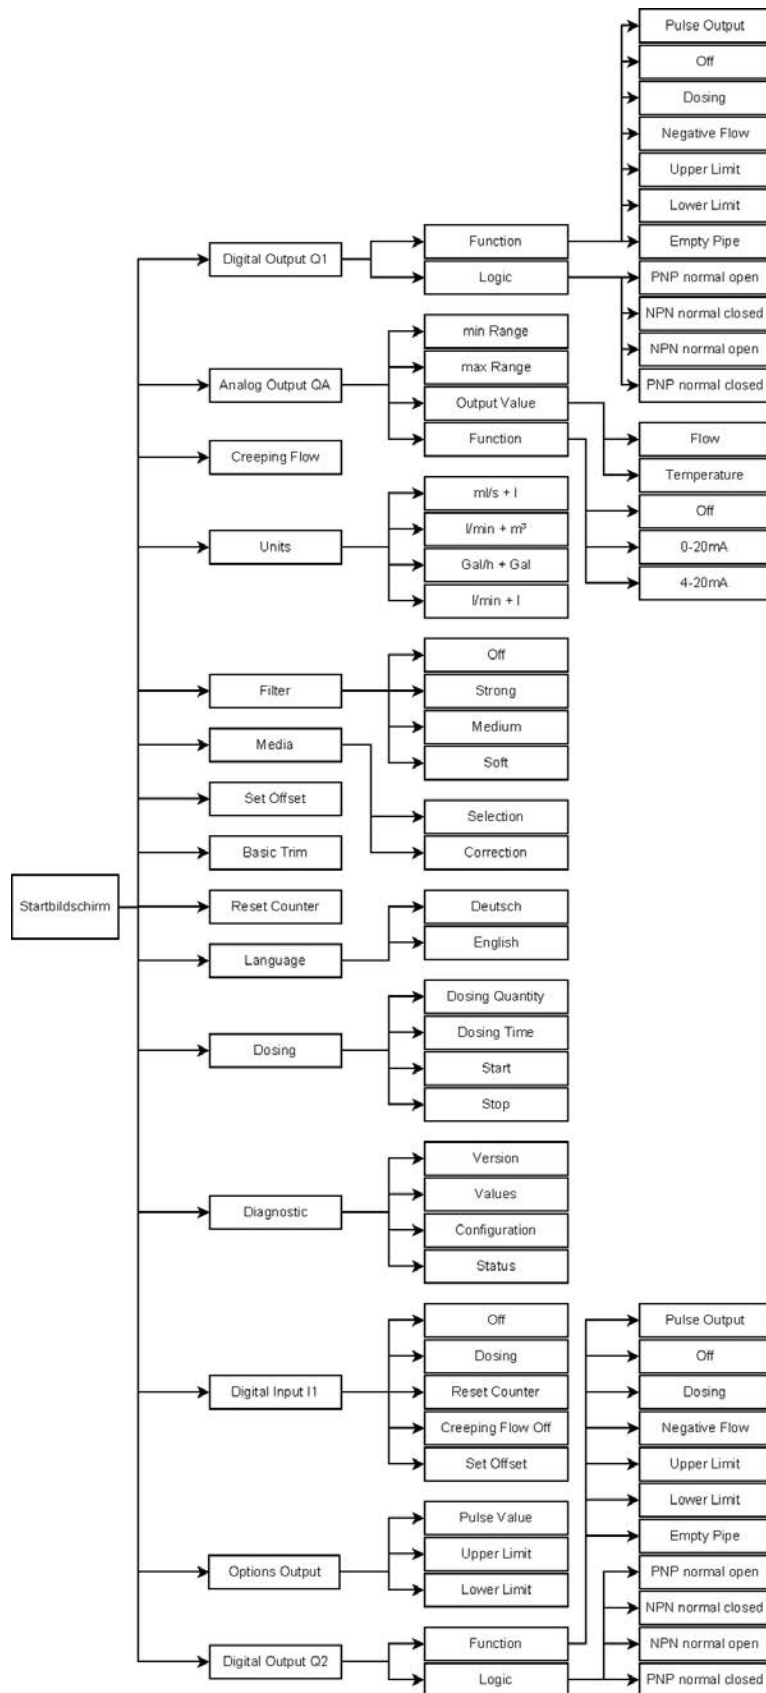 Pulse Output
Off
Dosing
Negative Flow
Upper Limit
Lower Limit
Digital Output Q1
Function
Empty Pipe
Logic
PNP normal open
NPN normal closed
NPN normal open
PNP normal closed
min Range
max Range
Analog Output QA
Output Value
Function
Flow
Temperature
Off
0-20mA
4-20mA
Creeping Flow
Units
ml/s + l
l/min + m³
Gal/h + Gal
l/min + l
Filter
Off
Strong
Medium
Soft
Media
Selection
Correction
Set Offset
Basic Trim
Startbildschirm
Reset Counter
Language
Deutsch
English
Dosing
Dosing Quantity
Dosing Time
Start
Stop
Diagnostic
Version
Values
Configuration
Status
Digital Input I1
Off
Dosing
Reset Counter
Creeping Flow Off
Set Offset
Options Output
Pulse Value
Upper Limit
Lower Limit
Digital Output Q2
Function
Logic
Pulse Output
Off
Dosing
Negative Flow
Upper Limit
Lower Limit
Empty Pipe
PNP normal open
NPN normal closed
NPN normal open
PNP normal closed